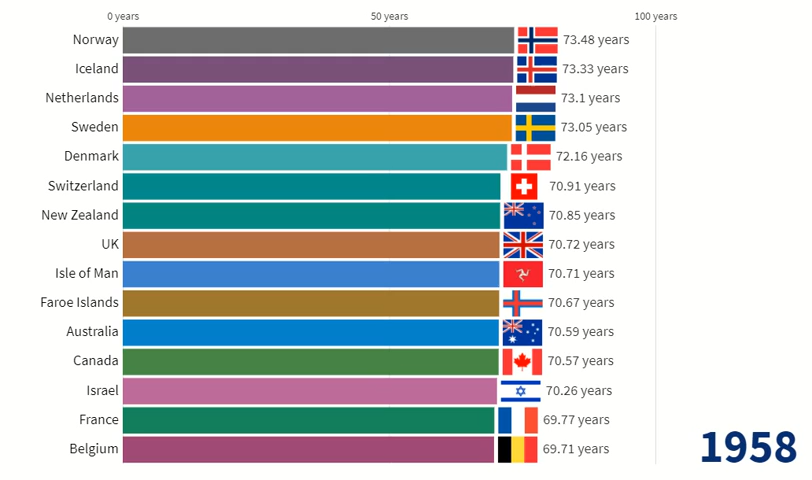 0 years 50 years 100 years
Norway 73.48 years
Iceland 73.33 years
Netherlands 73.1 years
Sweden 73.05 years
Denmark 72.16 years
Switzerland 70.91 years
New Zealand 70.85 years
UK 70.72 years
Isle of Man 70.71 years
Faroe Islands 70.67 years
Australia 70.59 years
Canada 70.57 years
Israel 70.26 years
France 69.77 years
Belgium 69.71 years
1958